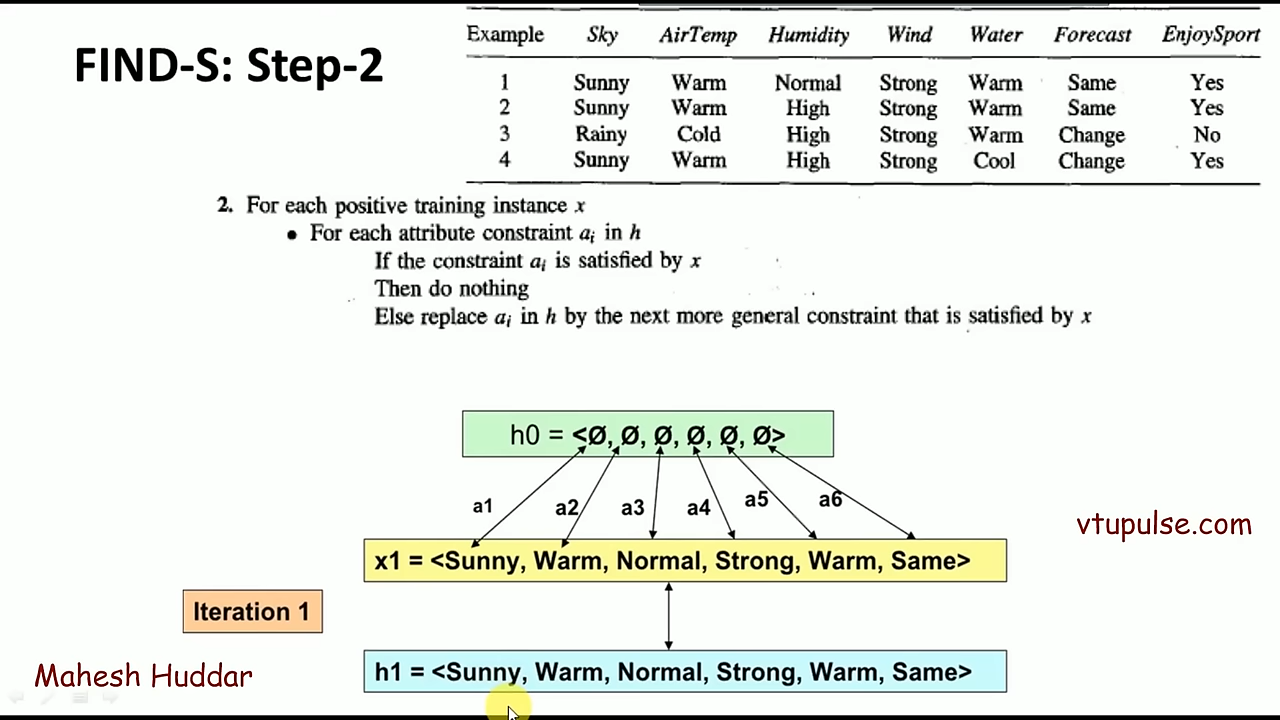 FIND-S: Step-2
Example Sky AirTemp Humidity Wind Water Forecast EnjoySport
1 Sunny Warm Normal Strong Warm Same Yes
2 Sunny Warm High Strong Warm Same Yes
3 Rainy Cold High Strong Warm Change No
4 Sunny Warm High Strong Cool Change Yes
2. For each positive training instance x
• For each attribute constraint aᵢ in h
If the constraint aᵢ is satisfied by x
Then do nothing
Else replace aᵢ in h by the next more general constraint that is satisfied by x
h0 = <Ø, Ø, Ø, Ø, Ø, Ø>
a1 a2 a3 a4 a5 a6
vtupulse.com
x1 = <Sunny, Warm, Normal, Strong, Warm, Same>
Iteration 1
h1 = <Sunny, Warm, Normal, Strong, Warm, Same>
Mahesh Huddar